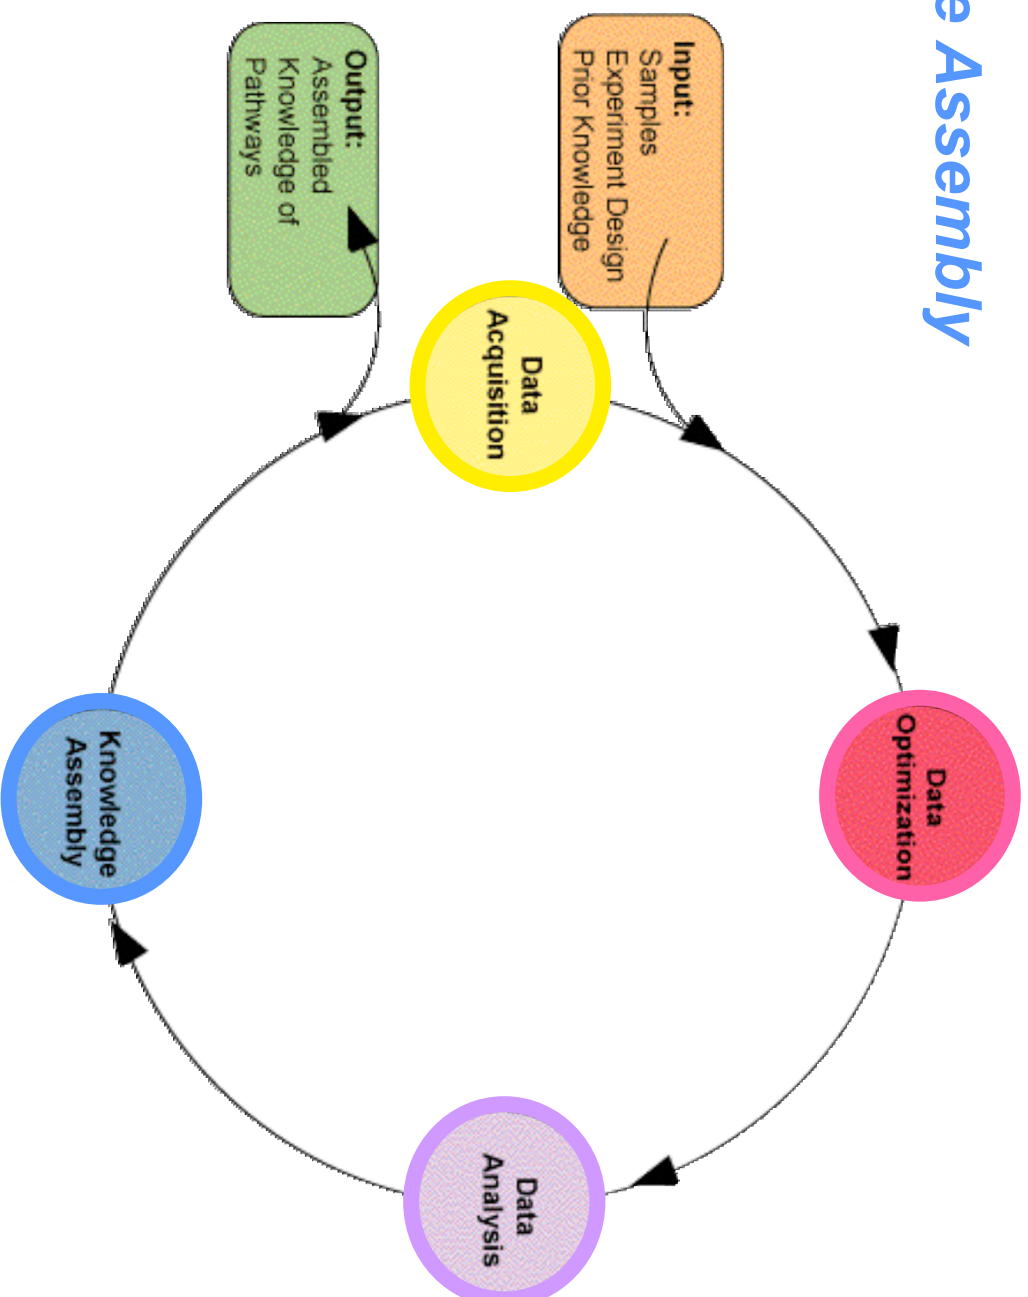 e Assembly
Input:
Samples
Experiment Design
Prior Knowledge
Output:
Assembled
Knowledge of
Pathways
Data
Acquisition
Data
Optimization
Data
Analysis
Knowledge
Assembly